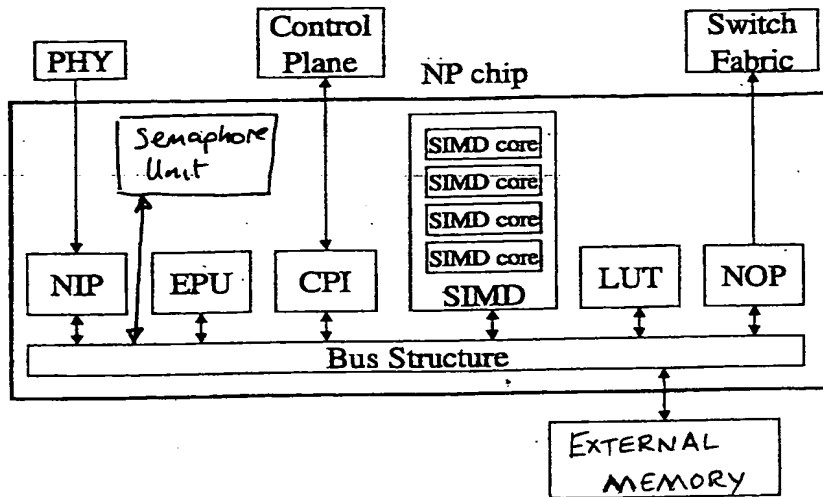 PHY
Control
Plane
NP chip
Switch
Fabric
Semaphore
Unit
SIMD core
SIMD core
SIMD core
SIMD core
SIMD
NIP
EPU
CPI
LUT
NOP
Bus Structure
EXTERNAL
MEMORY